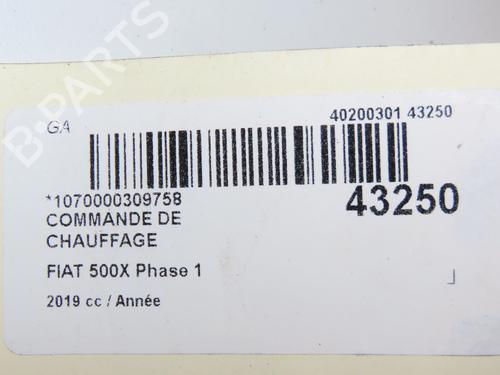 B-PARTS
GA
40200301 43250
*1070000309758
43250
COMMANDE DE
CHAUFFAGE
FIAT 500X Phase 1
2019 cc / Année